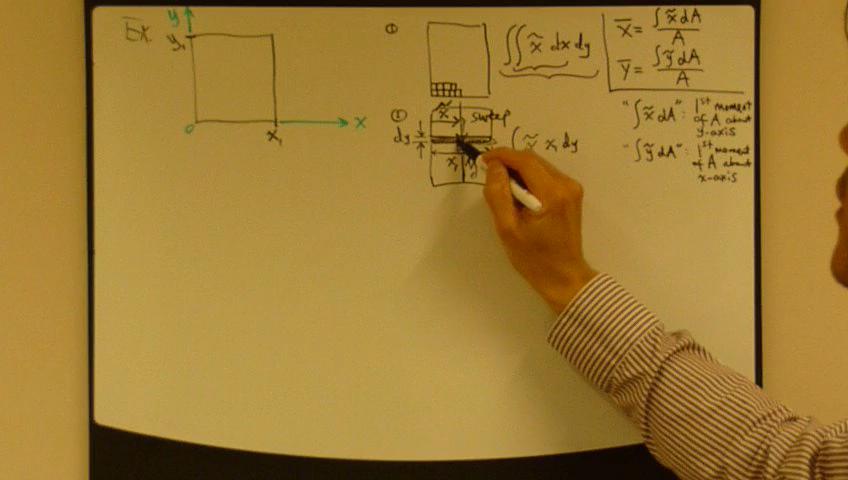 Ex.
y
y₁
0
x₁
x
①
∫∫ x̃ dx dy
x̄ = ∫x̃ dA / A
ȳ = ∫ỹ dA / A
x̃
sweep
dy
x₁
∫ x̃ x₁ dy
"∫x̃ dA" : 1st moment
of A about
y-axis
"∫ỹ dA" : 1st moment
of A about
x-axis